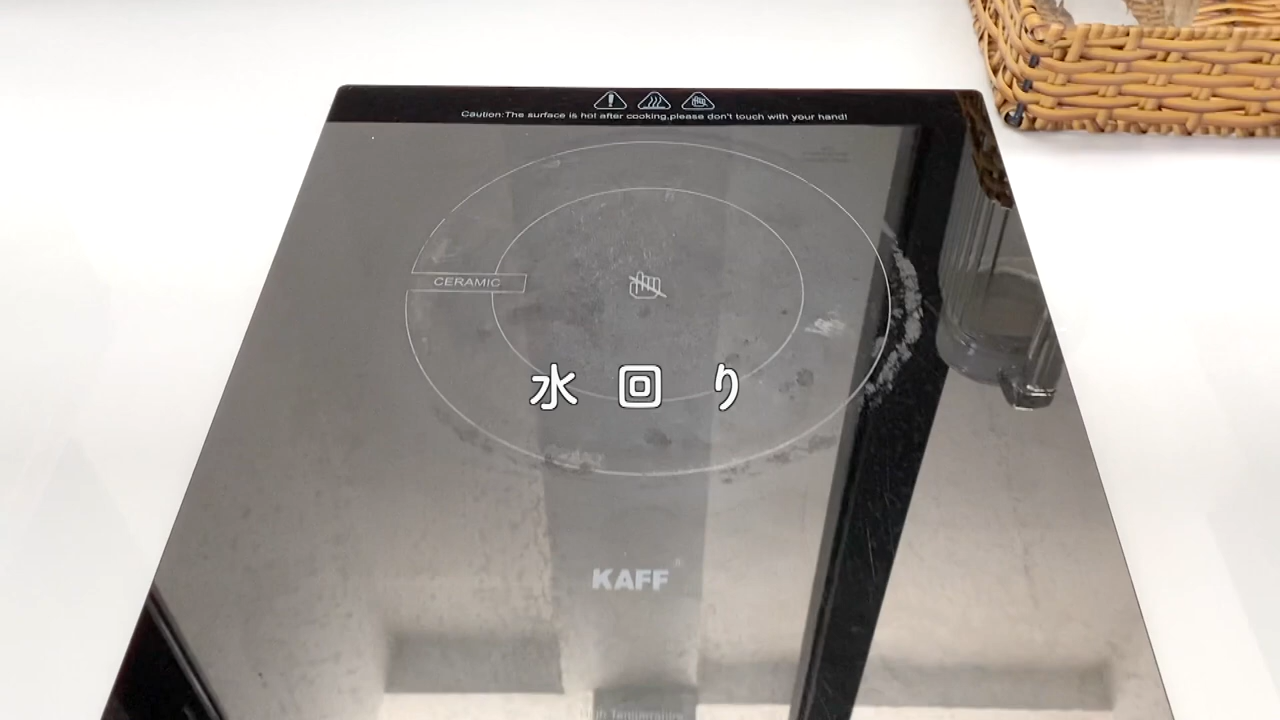 Caution:The surface is hot after cooking,please don't touch with your hand!
CERAMIC
水回り
KAFF